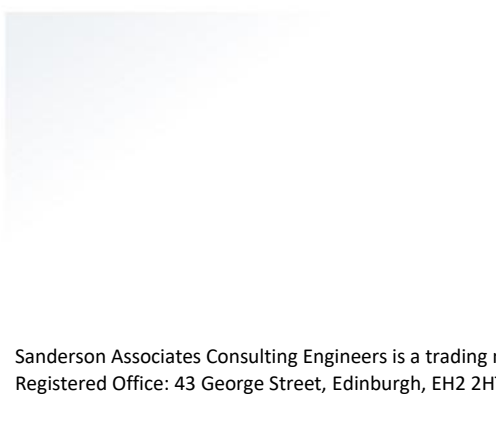 Sanderson Associates Consulting Engineers is a trading
Registered Office: 43 George Street, Edinburgh, EH2